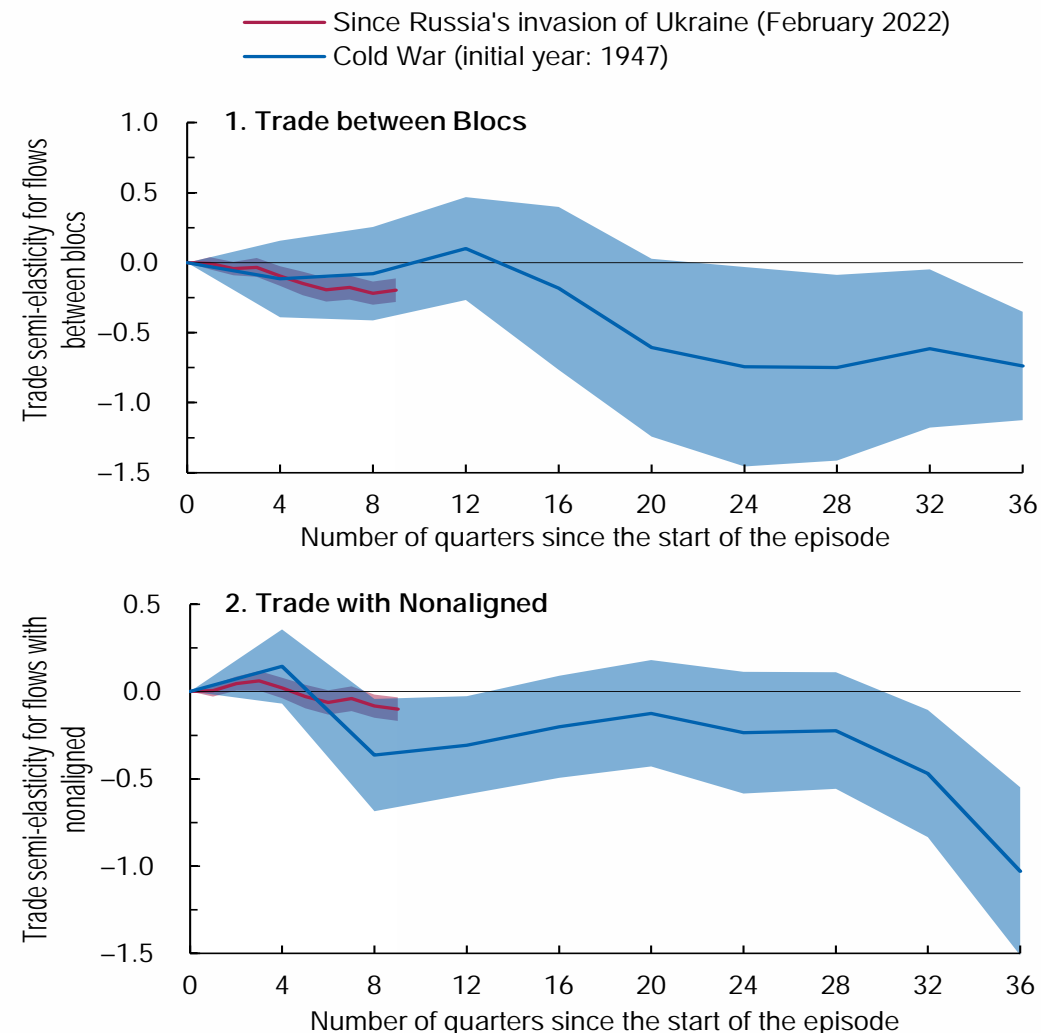 Since Russia's invasion of Ukraine (February 2022)
Cold War (initial year: 1947)
1. Trade between Blocs
Trade semi-elasticity for flows
between blocs
1.0
0.5
0.0
−0.5
−1.0
−1.5
0 4 8 12 16 20 24 28 32 36
Number of quarters since the start of the episode
2. Trade with Nonaligned
Trade semi-elasticity for flows with
nonaligned
0.5
0.0
−0.5
−1.0
−1.5
0 4 8 12 16 20 24 28 32 36
Number of quarters since the start of the episode